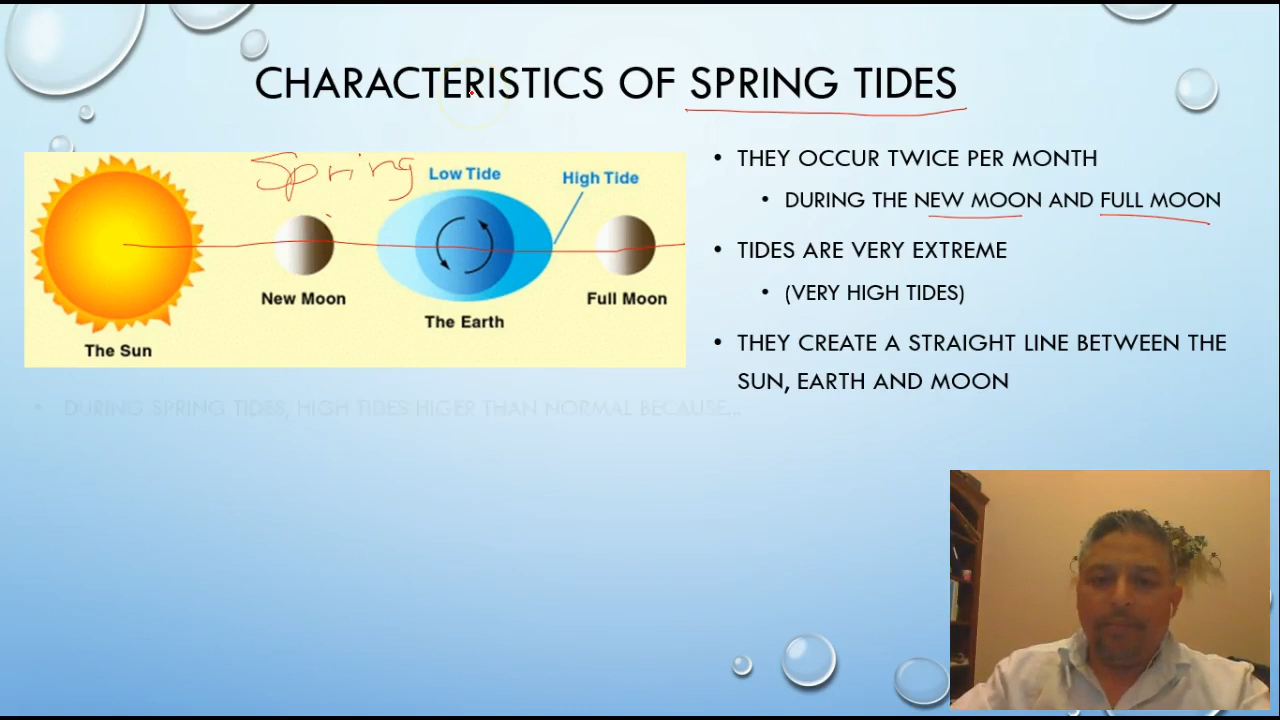 CHARACTERISTICS OF SPRING TIDES
Spring
Low Tide
High Tide
New Moon
Full Moon
The Earth
The Sun
• THEY OCCUR TWICE PER MONTH
• DURING THE NEW MOON AND FULL MOON
• TIDES ARE VERY EXTREME
• (VERY HIGH TIDES)
• THEY CREATE A STRAIGHT LINE BETWEEN THE
SUN, EARTH AND MOON
• DURING SPRING TIDES, HIGH TIDES HIGER THAN NORMAL BECAUSE...